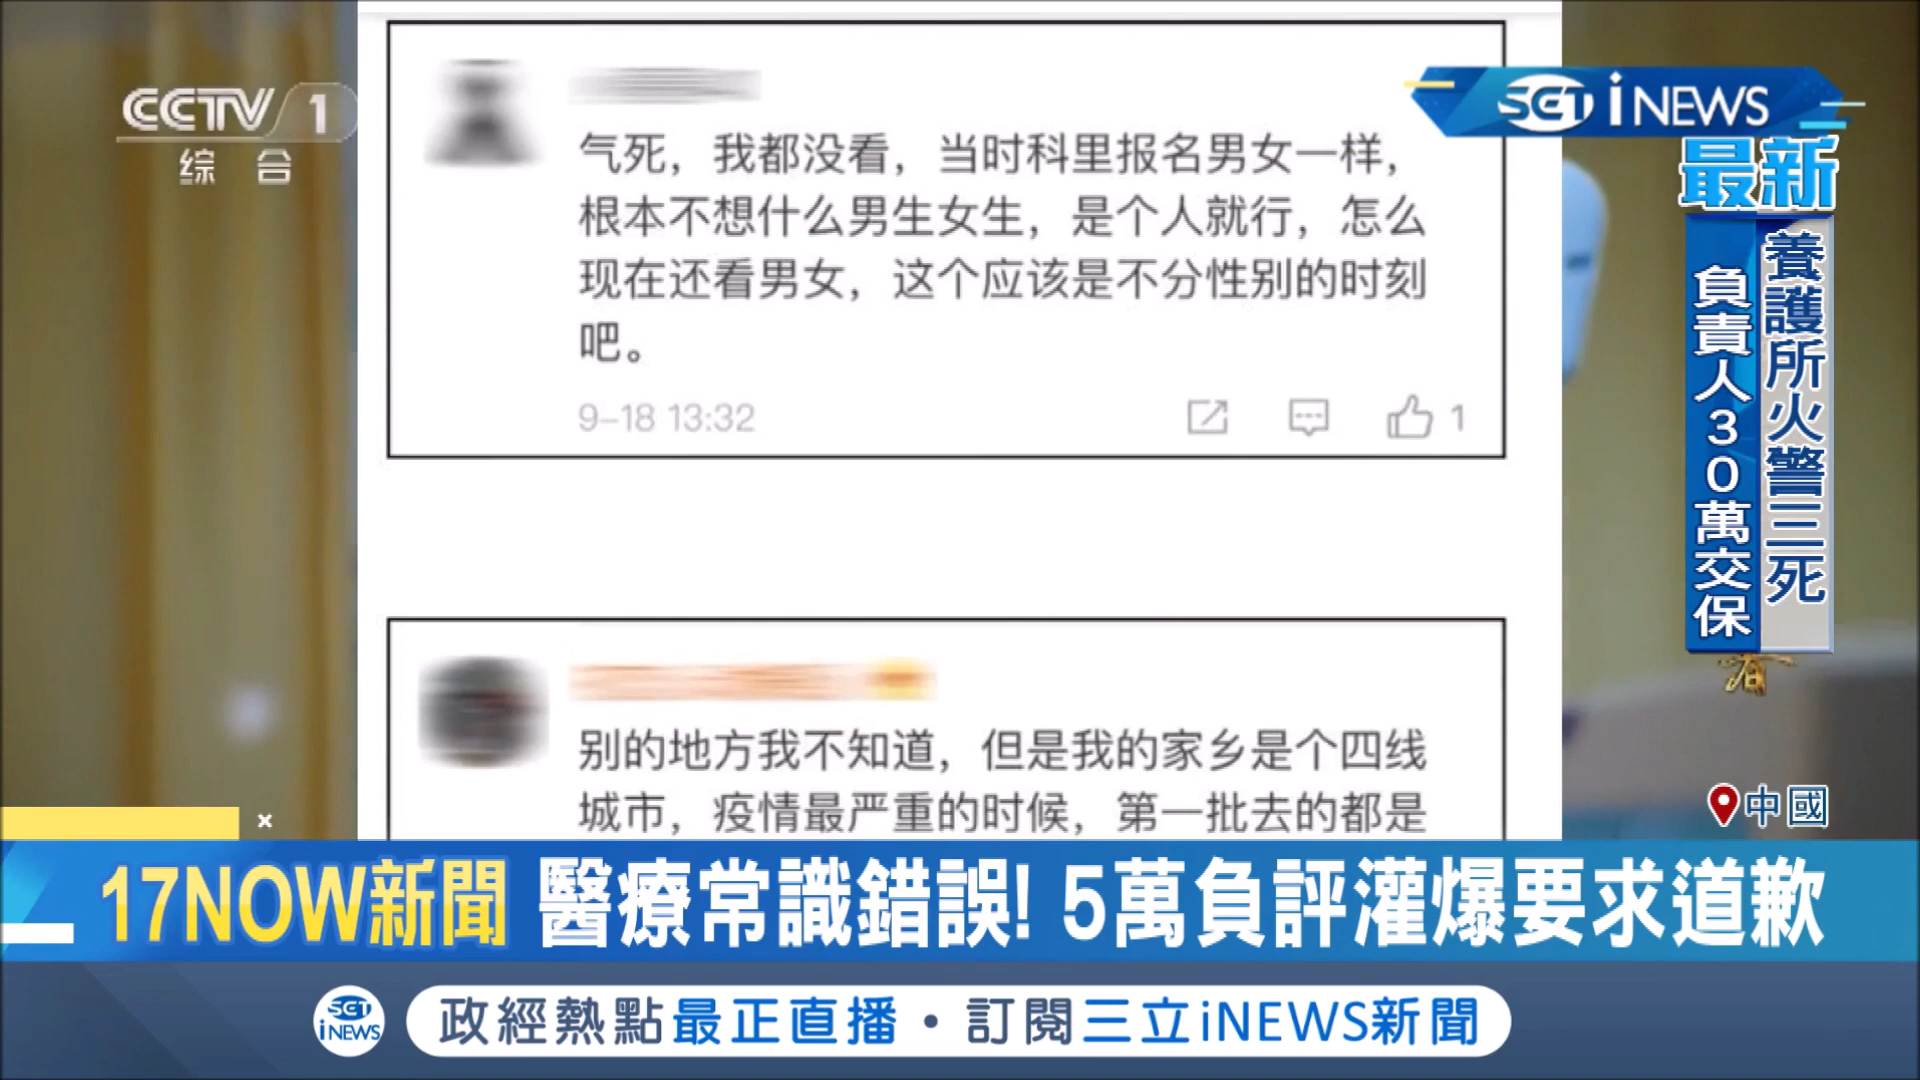 CCTV 1
综合
气死，我都没看，当时科里报名男女一样，
根本不想什么男生女生，是个人就行，怎么
现在还看男女，这个应该是不分性别的时刻
吧。
9-18 13:32
1
别的地方我不知道，但是我的家乡是个四线
城市，疫情最严重的时候，第一批去的都是
SET iNEWS
最新
養護所火警三死
負責人30萬交保
中國
17NOW新聞 醫療常識錯誤! 5萬負評灌爆要求道歉
SET iNEWS
政經熱點最正直播・訂閱三立iNEWS新聞